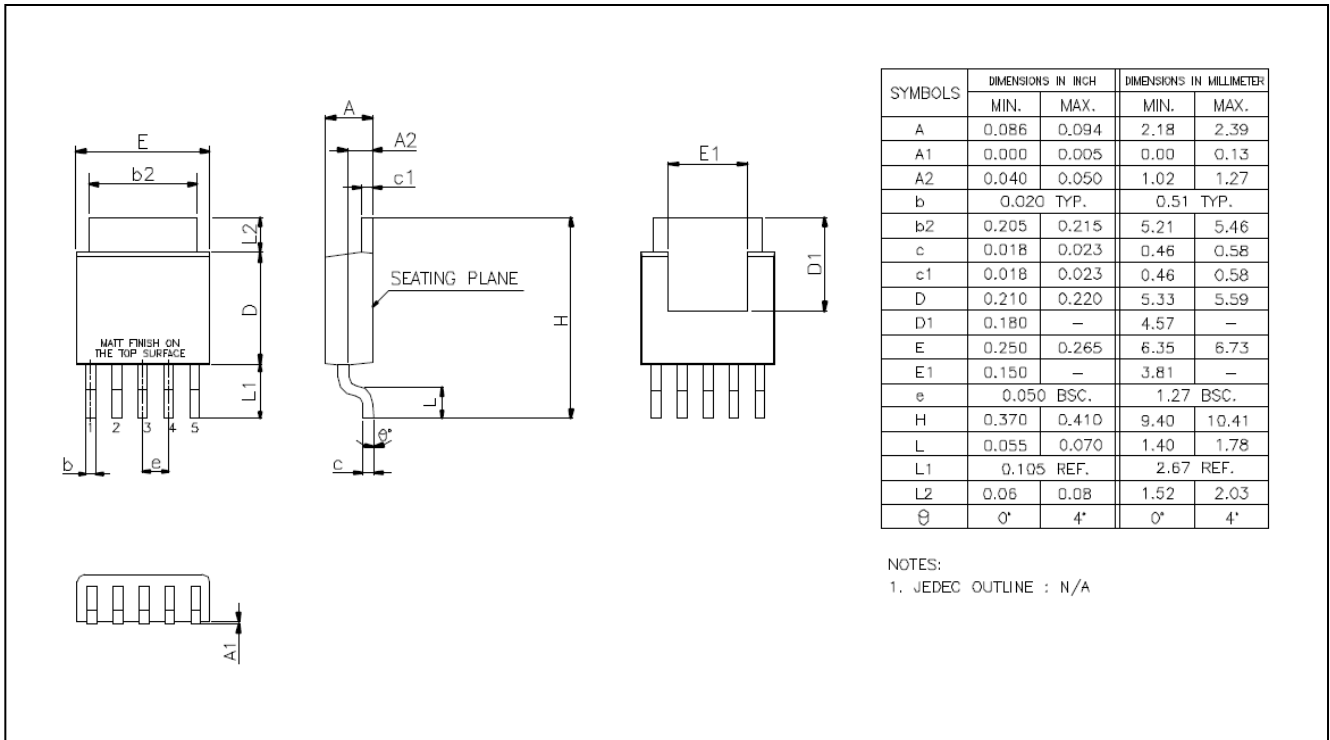 A
A2
c1
E
b2
L2
D
MATT FINISH ON
THE TOP SURFACE
L1
1 2 3 4 5
b
e
SEATING PLANE
H
L
θ°
c
E1
D1
A1
SYMBOLS DIMENSIONS IN INCH DIMENSIONS IN MILLIMETER
MIN. MAX. MIN. MAX.
A 0.086 0.094 2.18 2.39
A1 0.000 0.005 0.00 0.13
A2 0.040 0.050 1.02 1.27
b 0.020 TYP. 0.51 TYP.
b2 0.205 0.215 5.21 5.46
c 0.018 0.023 0.46 0.58
c1 0.018 0.023 0.46 0.58
D 0.210 0.220 5.33 5.59
D1 0.180 – 4.57 –
E 0.250 0.265 6.35 6.73
E1 0.150 – 3.81 –
e 0.050 BSC. 1.27 BSC.
H 0.370 0.410 9.40 10.41
L 0.055 0.070 1.40 1.78
L1 0.105 REF. 2.67 REF.
L2 0.06 0.08 1.52 2.03
θ 0° 4° 0° 4°
NOTES:
1. JEDEC OUTLINE : N/A